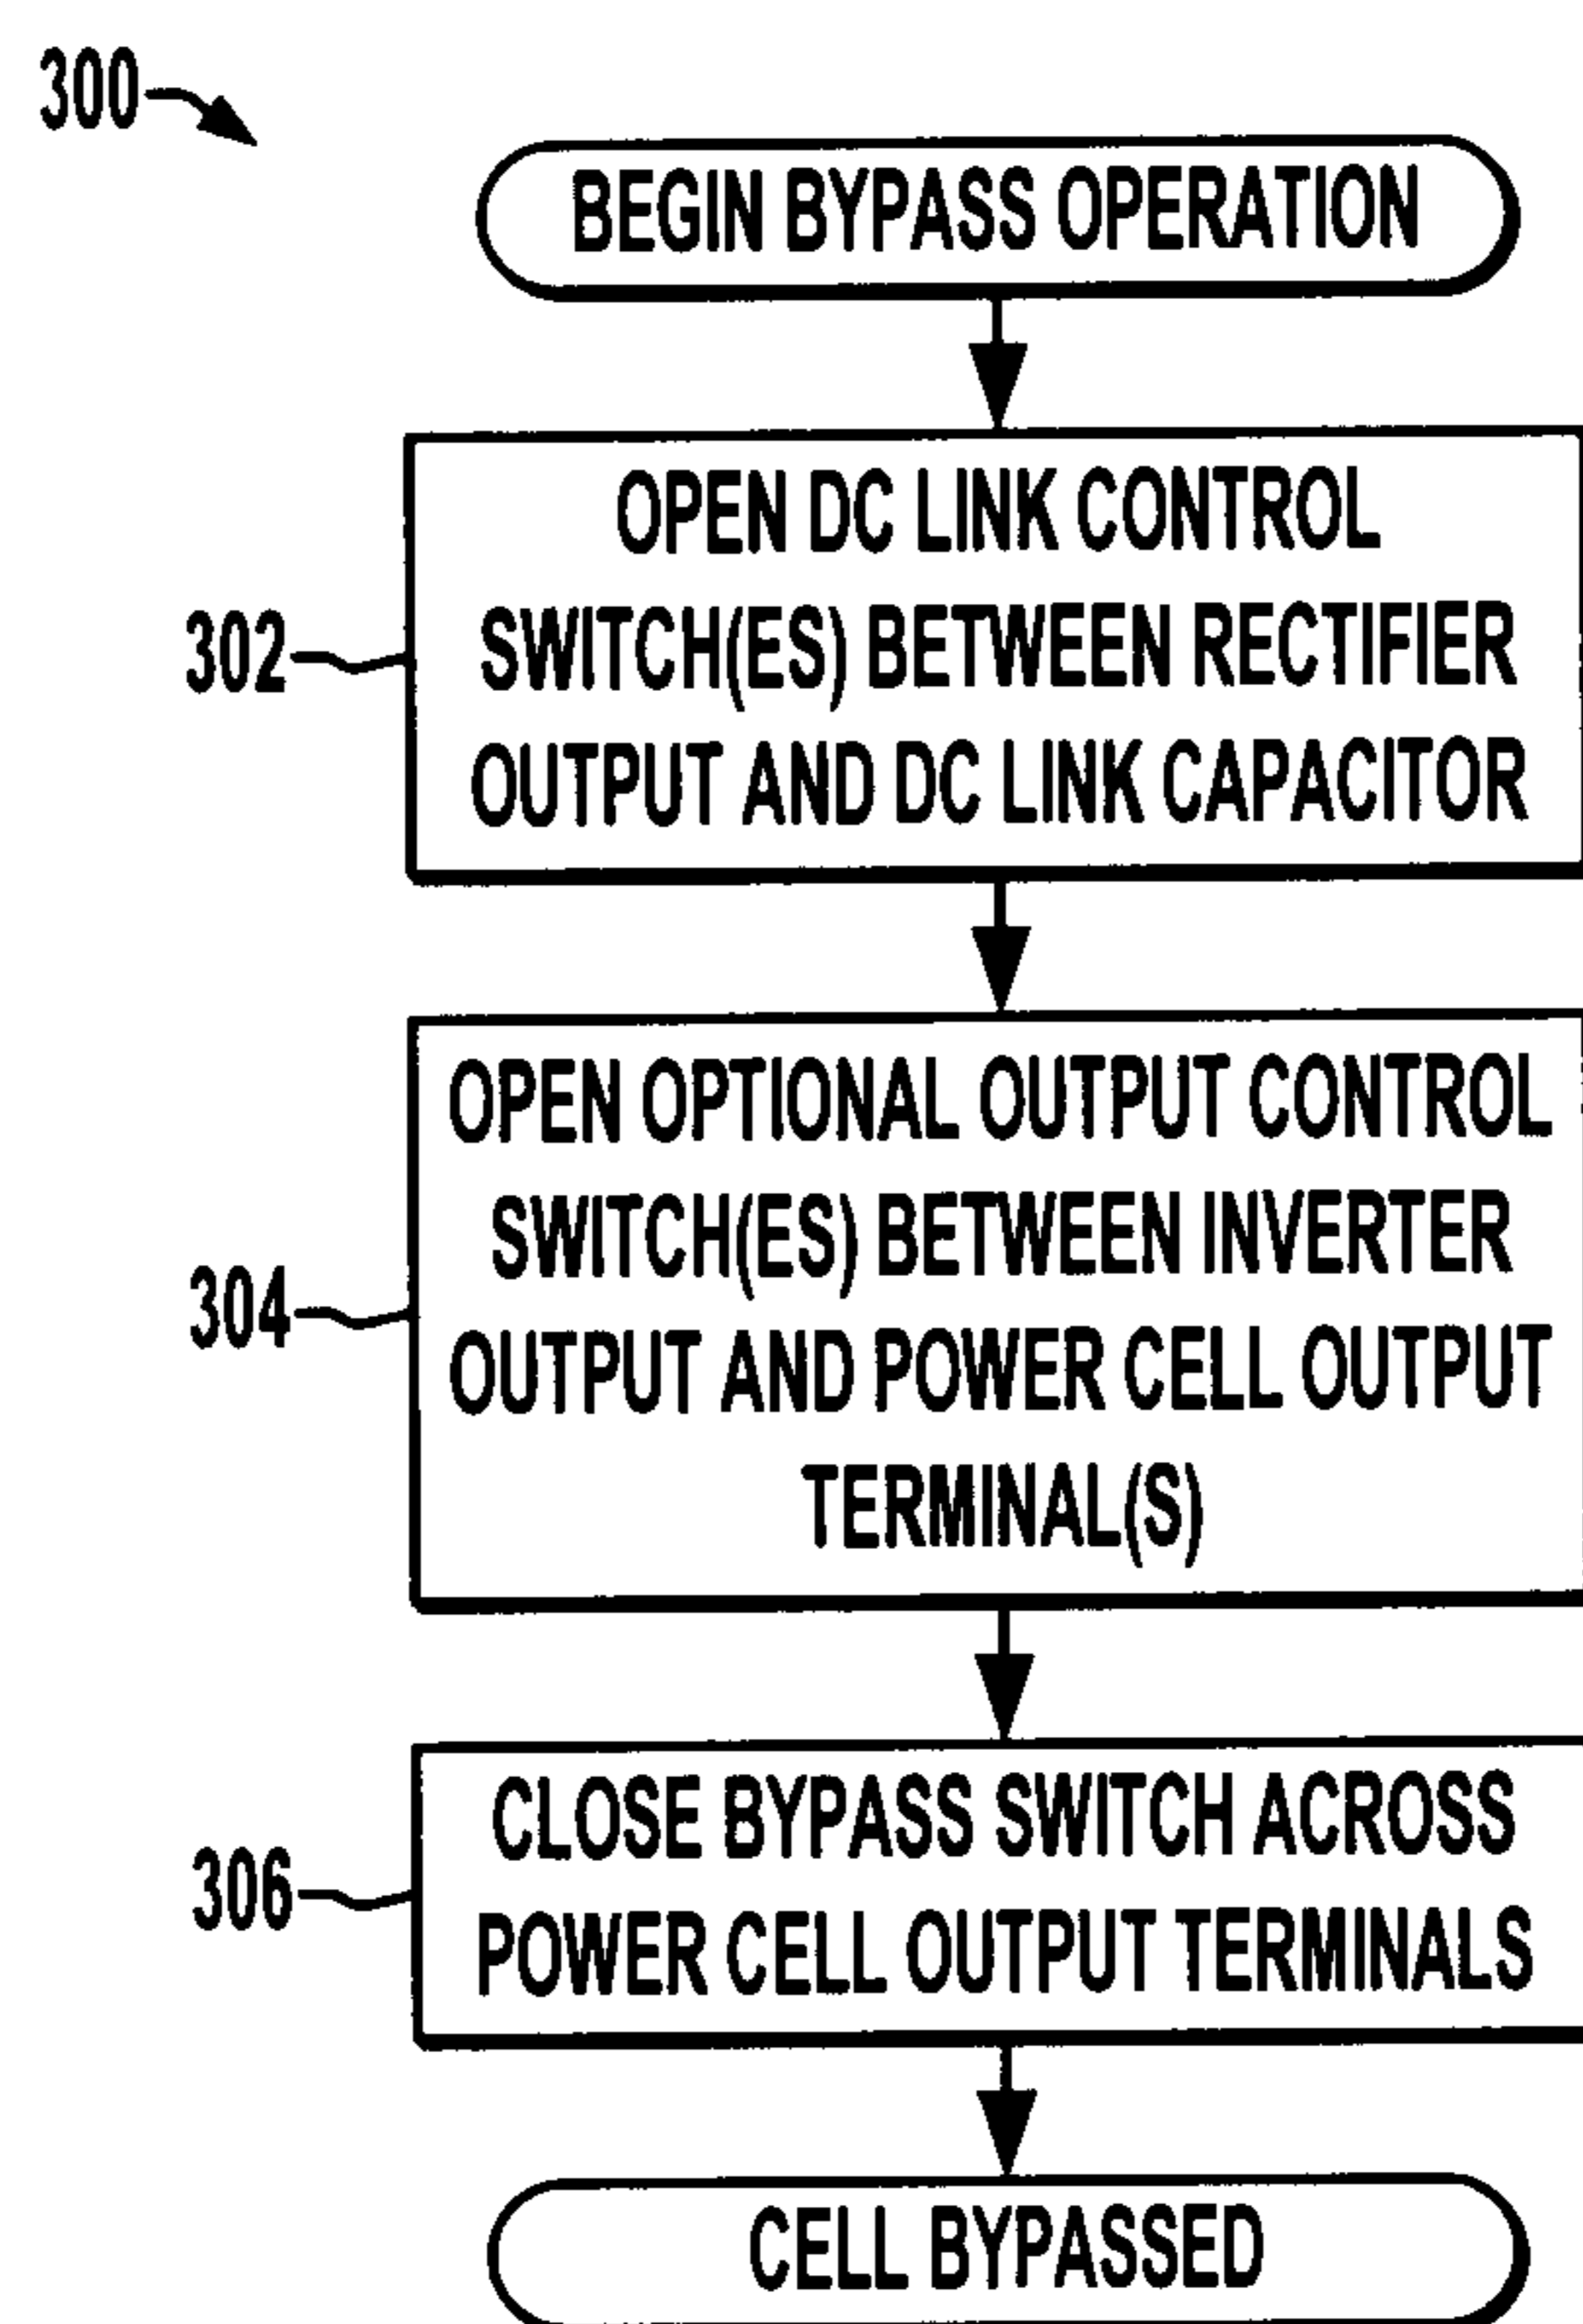 300
BEGIN BYPASS OPERATION
OPEN DC LINK CONTROL
SWITCH(ES) BETWEEN RECTIFIER
OUTPUT AND DC LINK CAPACITOR
302
OPEN OPTIONAL OUTPUT CONTROL
SWITCH(ES) BETWEEN INVERTER
OUTPUT AND POWER CELL OUTPUT
TERMINAL(S)
304
CLOSE BYPASS SWITCH ACROSS
POWER CELL OUTPUT TERMINALS
306
CELL BYPASSED